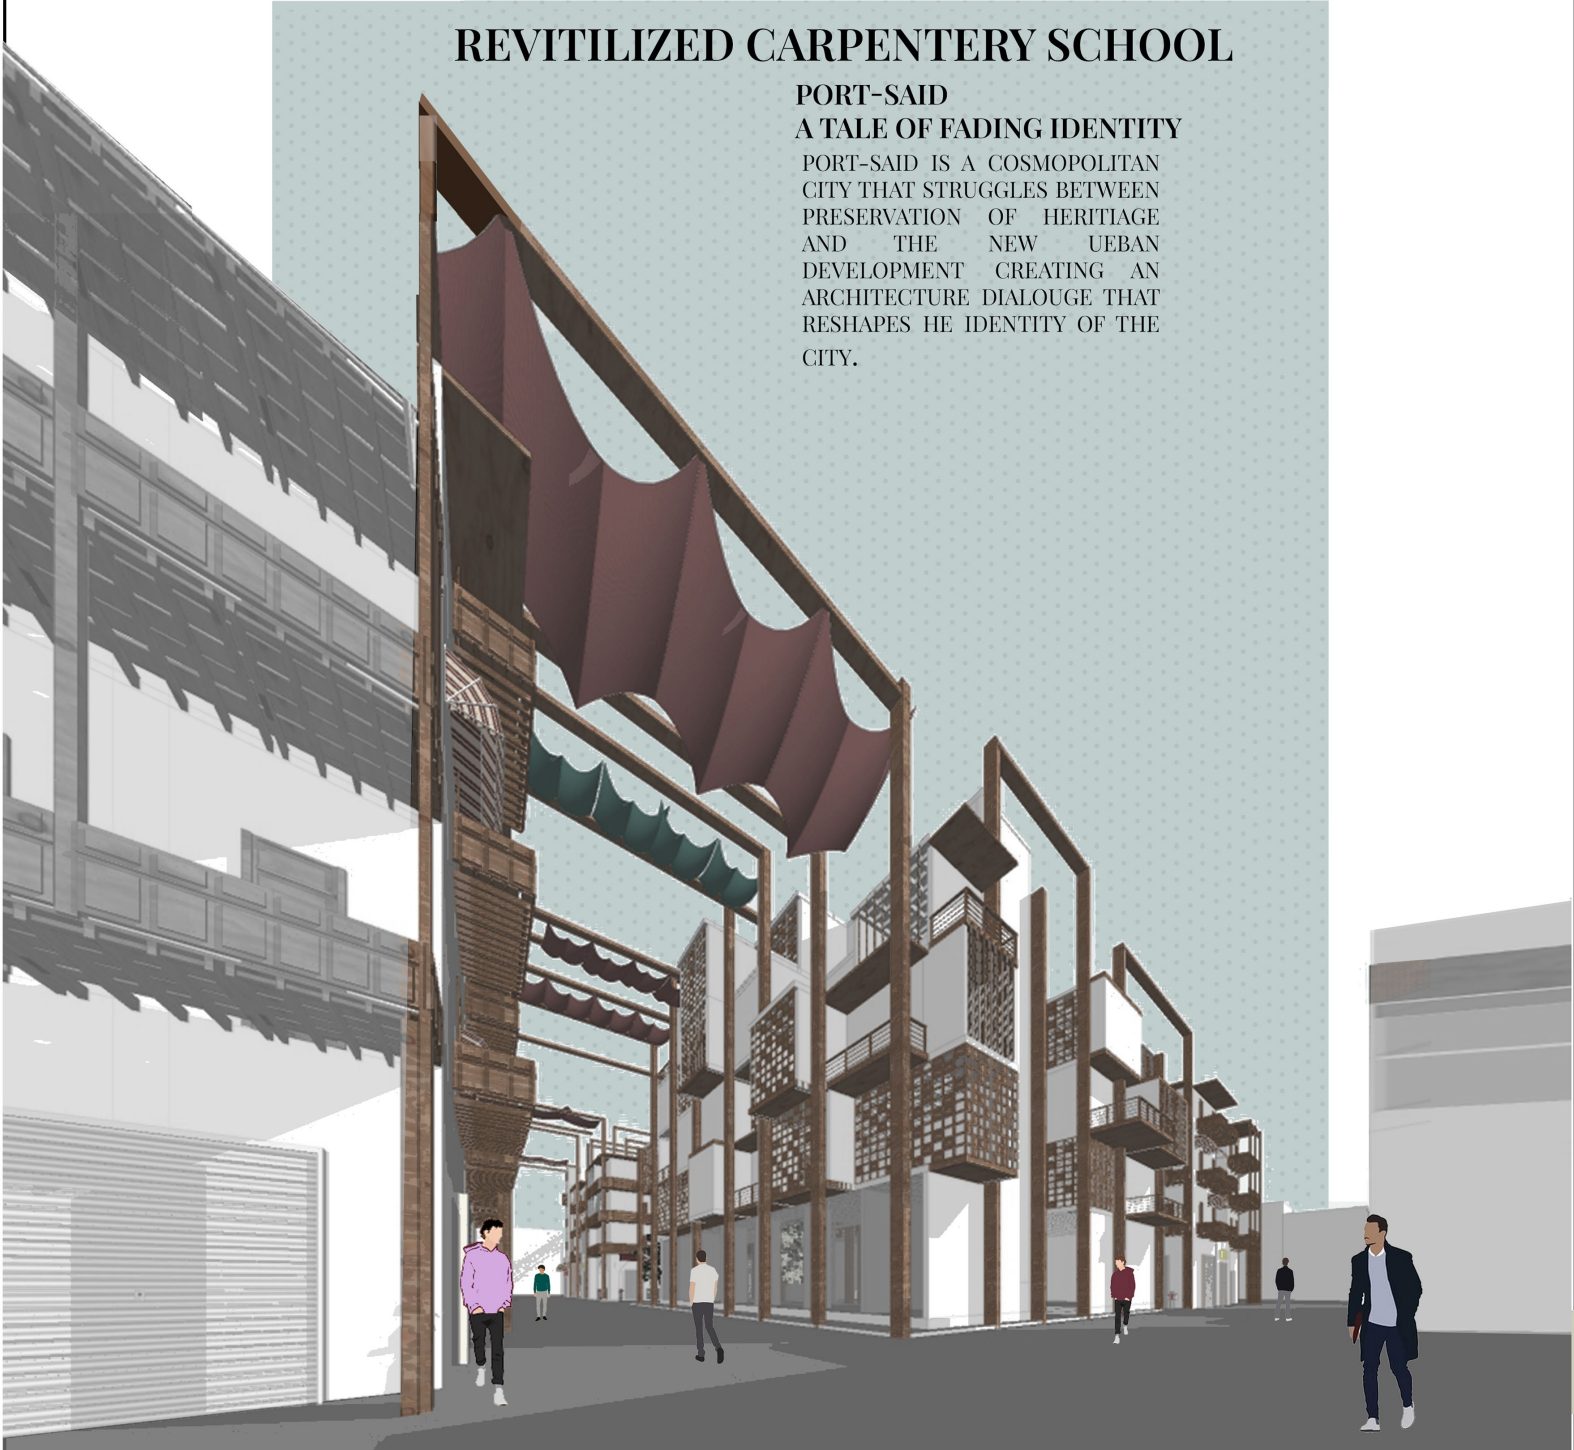 REVITILIZED CARPENTERY SCHOOL
PORT-SAID
A TALE OF FADING IDENTITY
PORT-SAID IS A COSMOPOLITAN
CITY THAT STRUGGLES BETWEEN
PRESERVATION OF HERITIAGE
AND THE NEW UEBAN
DEVELOPMENT CREATING AN
ARCHITECTURE DIALOUGE THAT
RESHAPES HE IDENTITY OF THE
CITY.